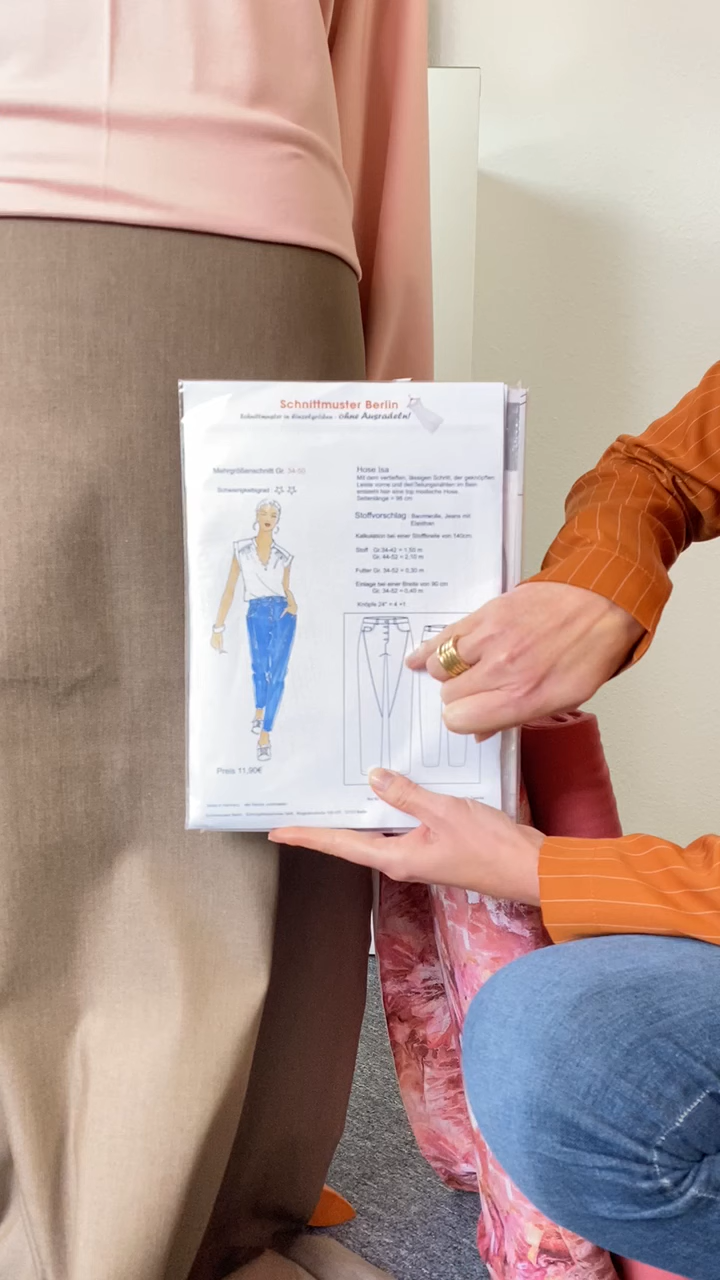 Schnittmuster Berlin
Schnittmuster in Einzelgrößen - Ohne Ausradeln!
Mehrgrößenschnitt Gr. 34-52
Schwierigkeitsgrad
Preis 11,90€
Hose Isa
Mit dem vertieften, lässigen Schritt, der geknöpften
Leiste vorne und den Teilungsnähten im Bein
entsteht hier eine top modische Hose.
Seitenlänge = 98 cm
Stoffvorschlag: Baumwolle, Jeans mit
Elasthan
Kalkulation bei einer Stoffbreite von 140cm
Stoff Gr.34-42 = 1,55 m
Gr. 44-52 = 2,10 m
Futter Gr. 34-52 = 0,30 m
Einlage bei einer Breite von 90 cm
Gr. 34-52 = 0,45 m
Knöpfe 24" = 4 +1